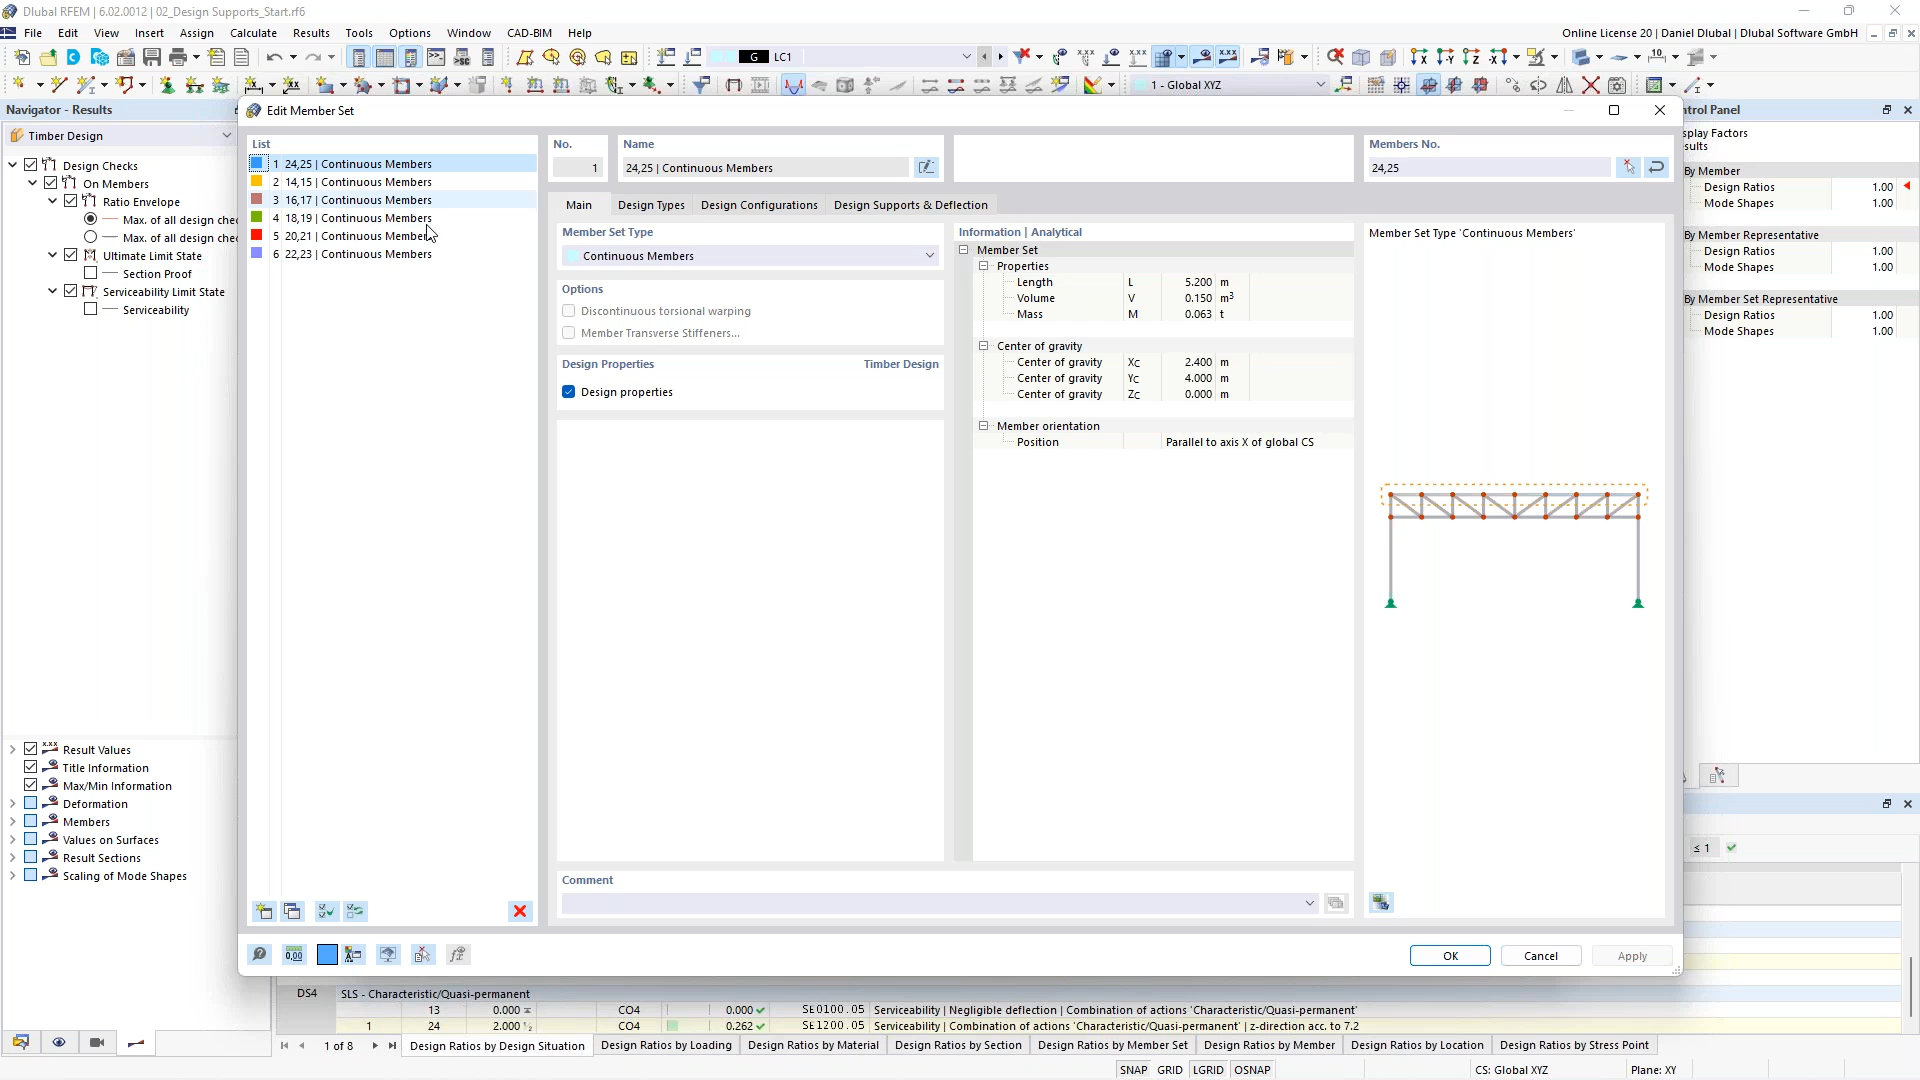 Dlubal RFEM | 6.02.0012 | 02_Design Supports_Start.rf6
File Edit View Insert Assign Calculate Results Tools Options Window CAD-BIM Help
Online License 20 | Daniel Dlubal | Dlubal Software GmbH
G LC1
1 - Global XYZ
Navigator - Results
Timber Design
Design Checks
On Members
Ratio Envelope
Max. of all design che
Max. of all design che
Ultimate Limit State
Section Proof
Serviceability Limit State
Serviceability
Result Values
Title Information
Max/Min Information
Deformation
Members
Values on Surfaces
Result Sections
Scaling of Mode Shapes
Edit Member Set
List
1 24,25 | Continuous Members
2 14,15 | Continuous Members
3 16,17 | Continuous Members
4 18,19 | Continuous Members
5 20,21 | Continuous Members
6 22,23 | Continuous Members
No.
1
Name
24,25 | Continuous Members
Members No.
24,25
Main Design Types Design Configurations Design Supports & Deflection
Member Set Type
Continuous Members
Options
Discontinuous torsional warping
Member Transverse Stiffeners...
Design Properties Timber Design
Design properties
Information | Analytical
Member Set
Properties
Length L 5.200 m
Volume V 0.150 m3
Mass M 0.063 t
Center of gravity
Center of gravity XC 2.400 m
Center of gravity YC 4.000 m
Center of gravity ZC 0.000 m
Member orientation
Position Parallel to axis X of global CS
Member Set Type 'Continuous Members'
Comment
OK Cancel Apply
ntrol Panel
splay Factors
sults
By Member
Design Ratios 1.00
Mode Shapes 1.00
By Member Representative
Design Ratios 1.00
Mode Shapes 1.00
By Member Set Representative
Design Ratios 1.00
Mode Shapes 1.00
≤ 1
DS4 SLS - Characteristic/Quasi-permanent
13 0.000 CO4 0.000 SE0100.05 Serviceability | Negligible deflection | Combination of actions 'Characteristic/Quasi-permanent'
1 24 2.000 1/2 CO4 0.262 SE1200.05 Serviceability | Combination of actions 'Characteristic/Quasi-permanent' | z-direction acc. to 7.2
1 of 8 Design Ratios by Design Situation Design Ratios by Loading Design Ratios by Material Design Ratios by Section Design Ratios by Member Set Design Ratios by Member Design Ratios by Location Design Ratios by Stress Point
SNAP GRID LGRID OSNAP CS: Global XYZ Plane: XY